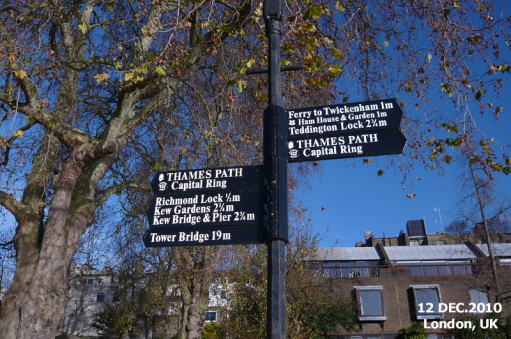 Ferry to Twickenham 1m
& Ham House & Garden 1m
Teddington Lock 2¾m
THAMES PATH
Capital Ring
THAMES PATH
Capital Ring
Richmond Lock ½m
Kew Gardens 2¼m
Kew Bridge & Pier 2¾m
Tower Bridge 19m
12 DEC.2010
London, UK